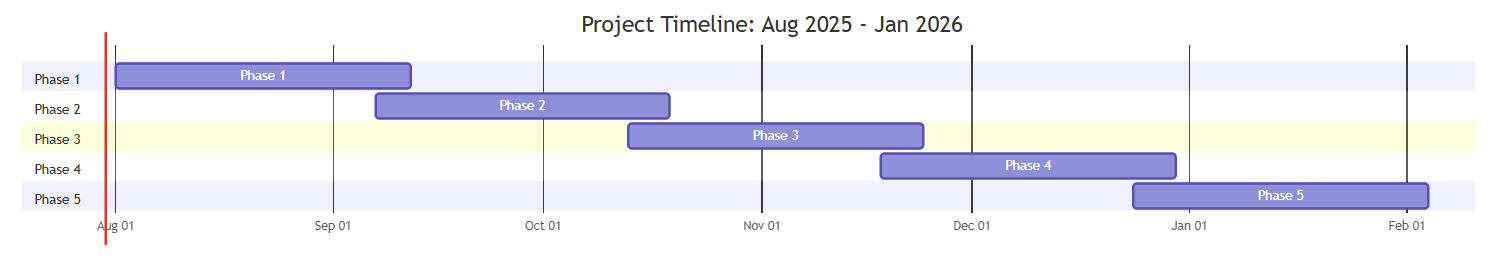 Project Timeline: Aug 2025 - Jan 2026
Phase 1 Phase 1
Phase 2 Phase 2
Phase 3 Phase 3
Phase 4 Phase 4
Phase 5 Phase 5
Aug 01 Sep 01 Oct 01 Nov 01 Dec 01 Jan 01 Feb 01